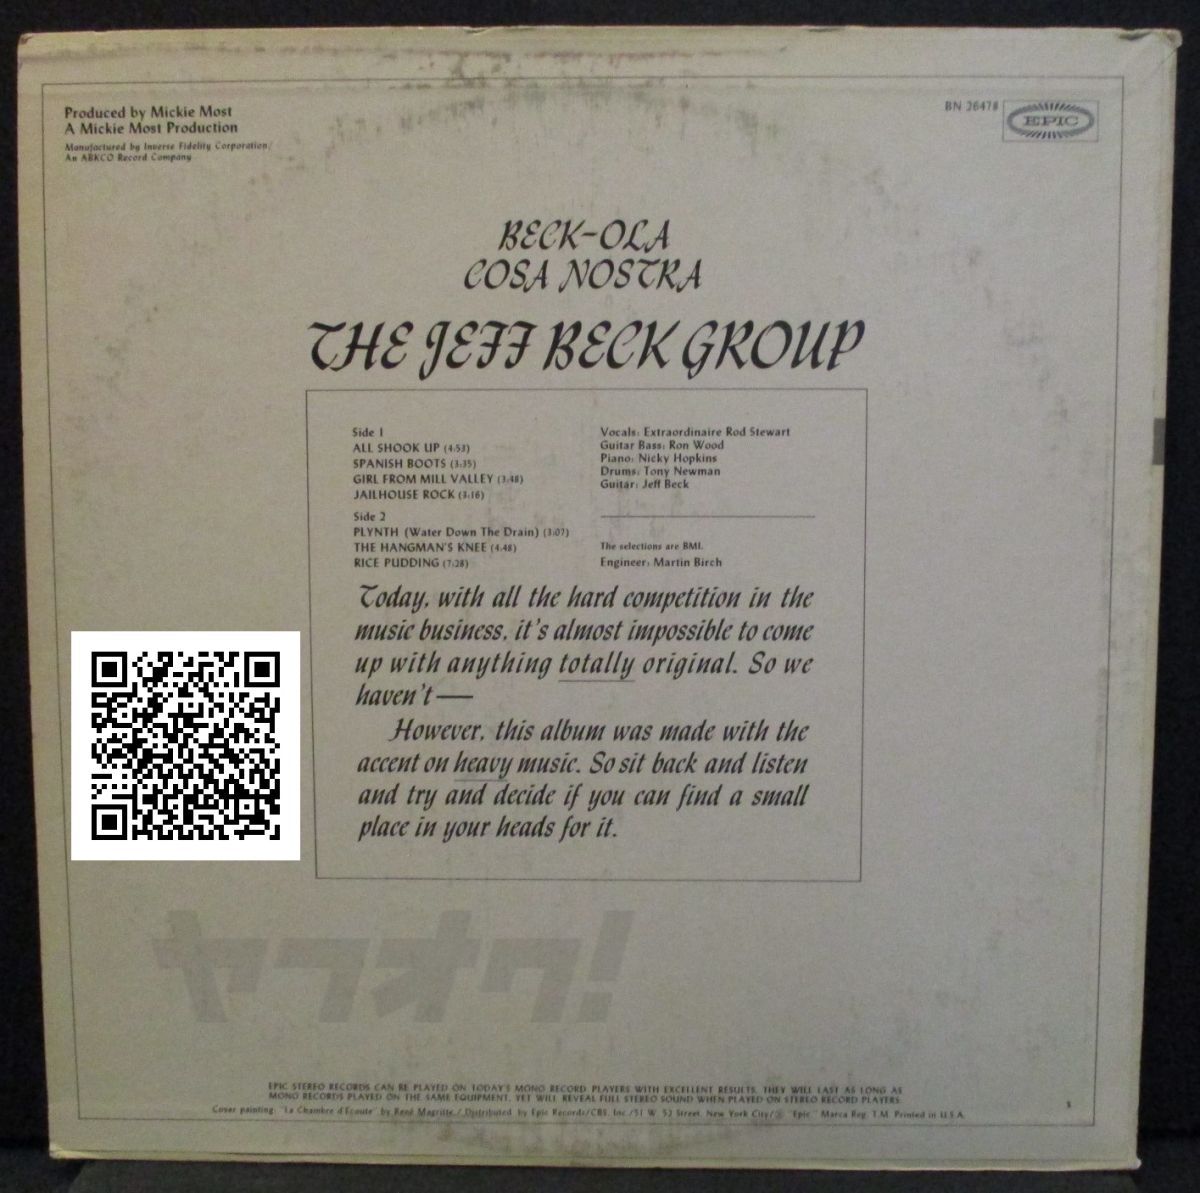 Produced by Mickie Most
A Mickie Most Production
Manufactured by Inverse Fidelity Corporation/
An ABKCO Record Company
BN 26478
EPIC
BECK-OLA
COSA NOSTRA
THE JEFF BECK GROUP
Side 1
ALL SHOOK UP (4:53)
SPANISH BOOTS (3:35)
GIRL FROM MILL VALLEY (3:48)
JAILHOUSE ROCK (3:16)
Side 2
PLYNTH (Water Down The Drain) (3:07)
THE HANGMAN'S KNEE (4:48)
RICE PUDDING (7:28)
Vocals: Extraordinaire Rod Stewart
Guitar Bass: Ron Wood
Piano: Nicky Hopkins
Drums: Tony Newman
Guitar: Jeff Beck
The selections are BMI.
Engineer: Martin Birch
Today, with all the hard competition in the
music business, it's almost impossible to come
up with anything totally original. So we
haven't—
However, this album was made with the
accent on heavy music. So sit back and listen
and try and decide if you can find a small
place in your heads for it.
EPIC STEREO RECORDS CAN BE PLAYED ON TODAY'S MONO RECORD PLAYERS WITH EXCELLENT RESULTS. THEY WILL LAST AS LONG AS
MONO RECORDS PLAYED ON THE SAME EQUIPMENT, YET WILL REVEAL FULL STEREO SOUND WHEN PLAYED ON STEREO RECORD PLAYERS.
Cover painting: "La Chambre d'Ecoute" by René Magritte./Distributed by Epic Records/CBS, Inc./51 W. 52 Street, New York City/® "Epic" Marca Reg. T.M. Printed in U.S.A.